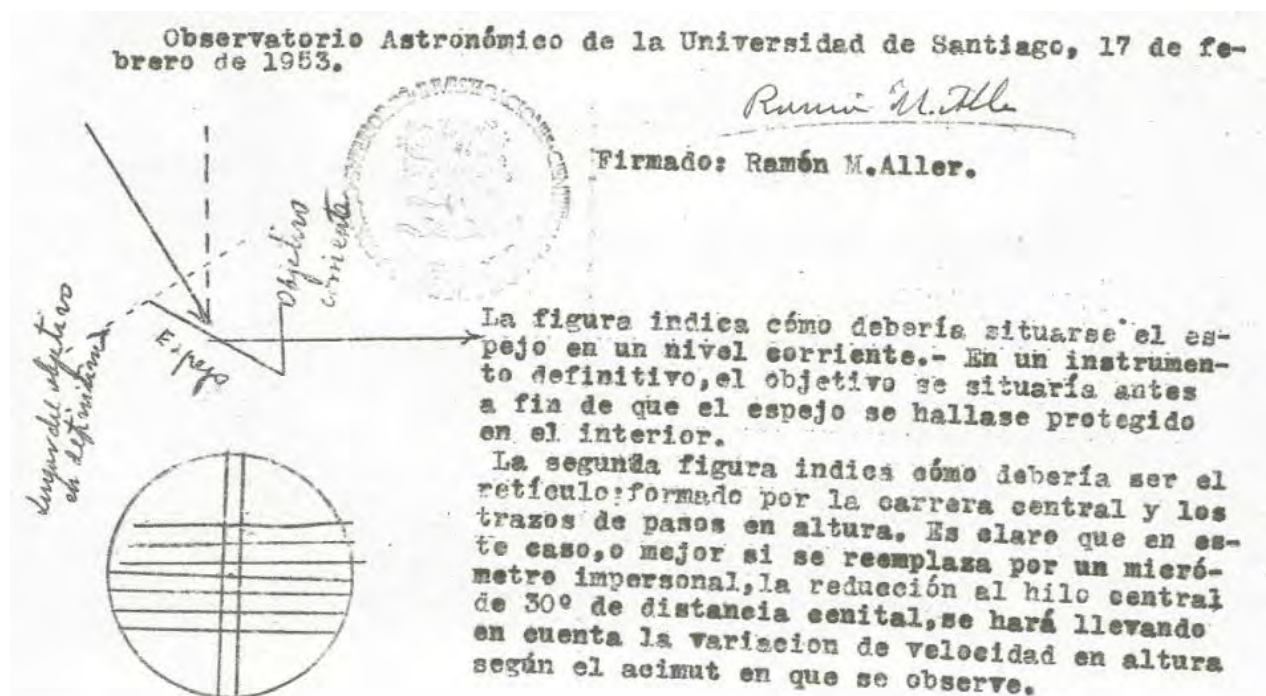 Observatorio Astronómico de la Universidad de Santiago, 17 de fe-
brero de 1953.
Firmado: Ramón M.Aller.
Objetivo
corriente
Espejo
Lugar del objetivo
en definitiva
La figura indica cómo debería situarse el es-
pejo en un nivel corriente.- En un instrumen-
to definitivo,el objetivo se situaría antes
a fin de que el espejo se hallase protegido
en el interior.
La segunda figura indica cómo debería ser el
retículo:formado por la carrera central y los
trazos de pasos en altura. Es claro que en es-
te caso,o mejor si se reemplaza por un micró-
metro impersonal,la reducción al hilo central
de 30º de distancia cenital,se hará llevando
en cuenta la variacion de velocidad en altura
según el acimut en que se observe.